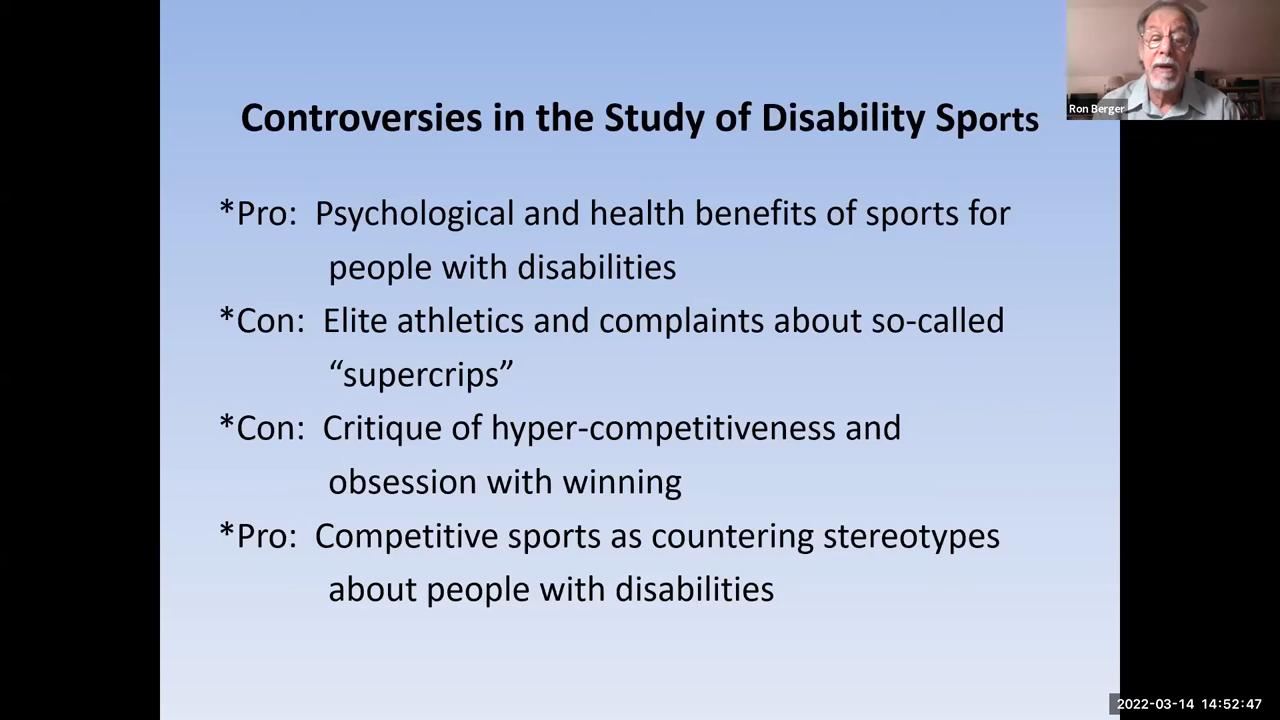 Controversies in the Study of Disability Sports
Ron Berger
*Pro: Psychological and health benefits of sports for
people with disabilities
*Con: Elite athletics and complaints about so-called
“supercrips”
*Con: Critique of hyper-competitiveness and
obsession with winning
*Pro: Competitive sports as countering stereotypes
about people with disabilities
2022-03-14 14:52:47